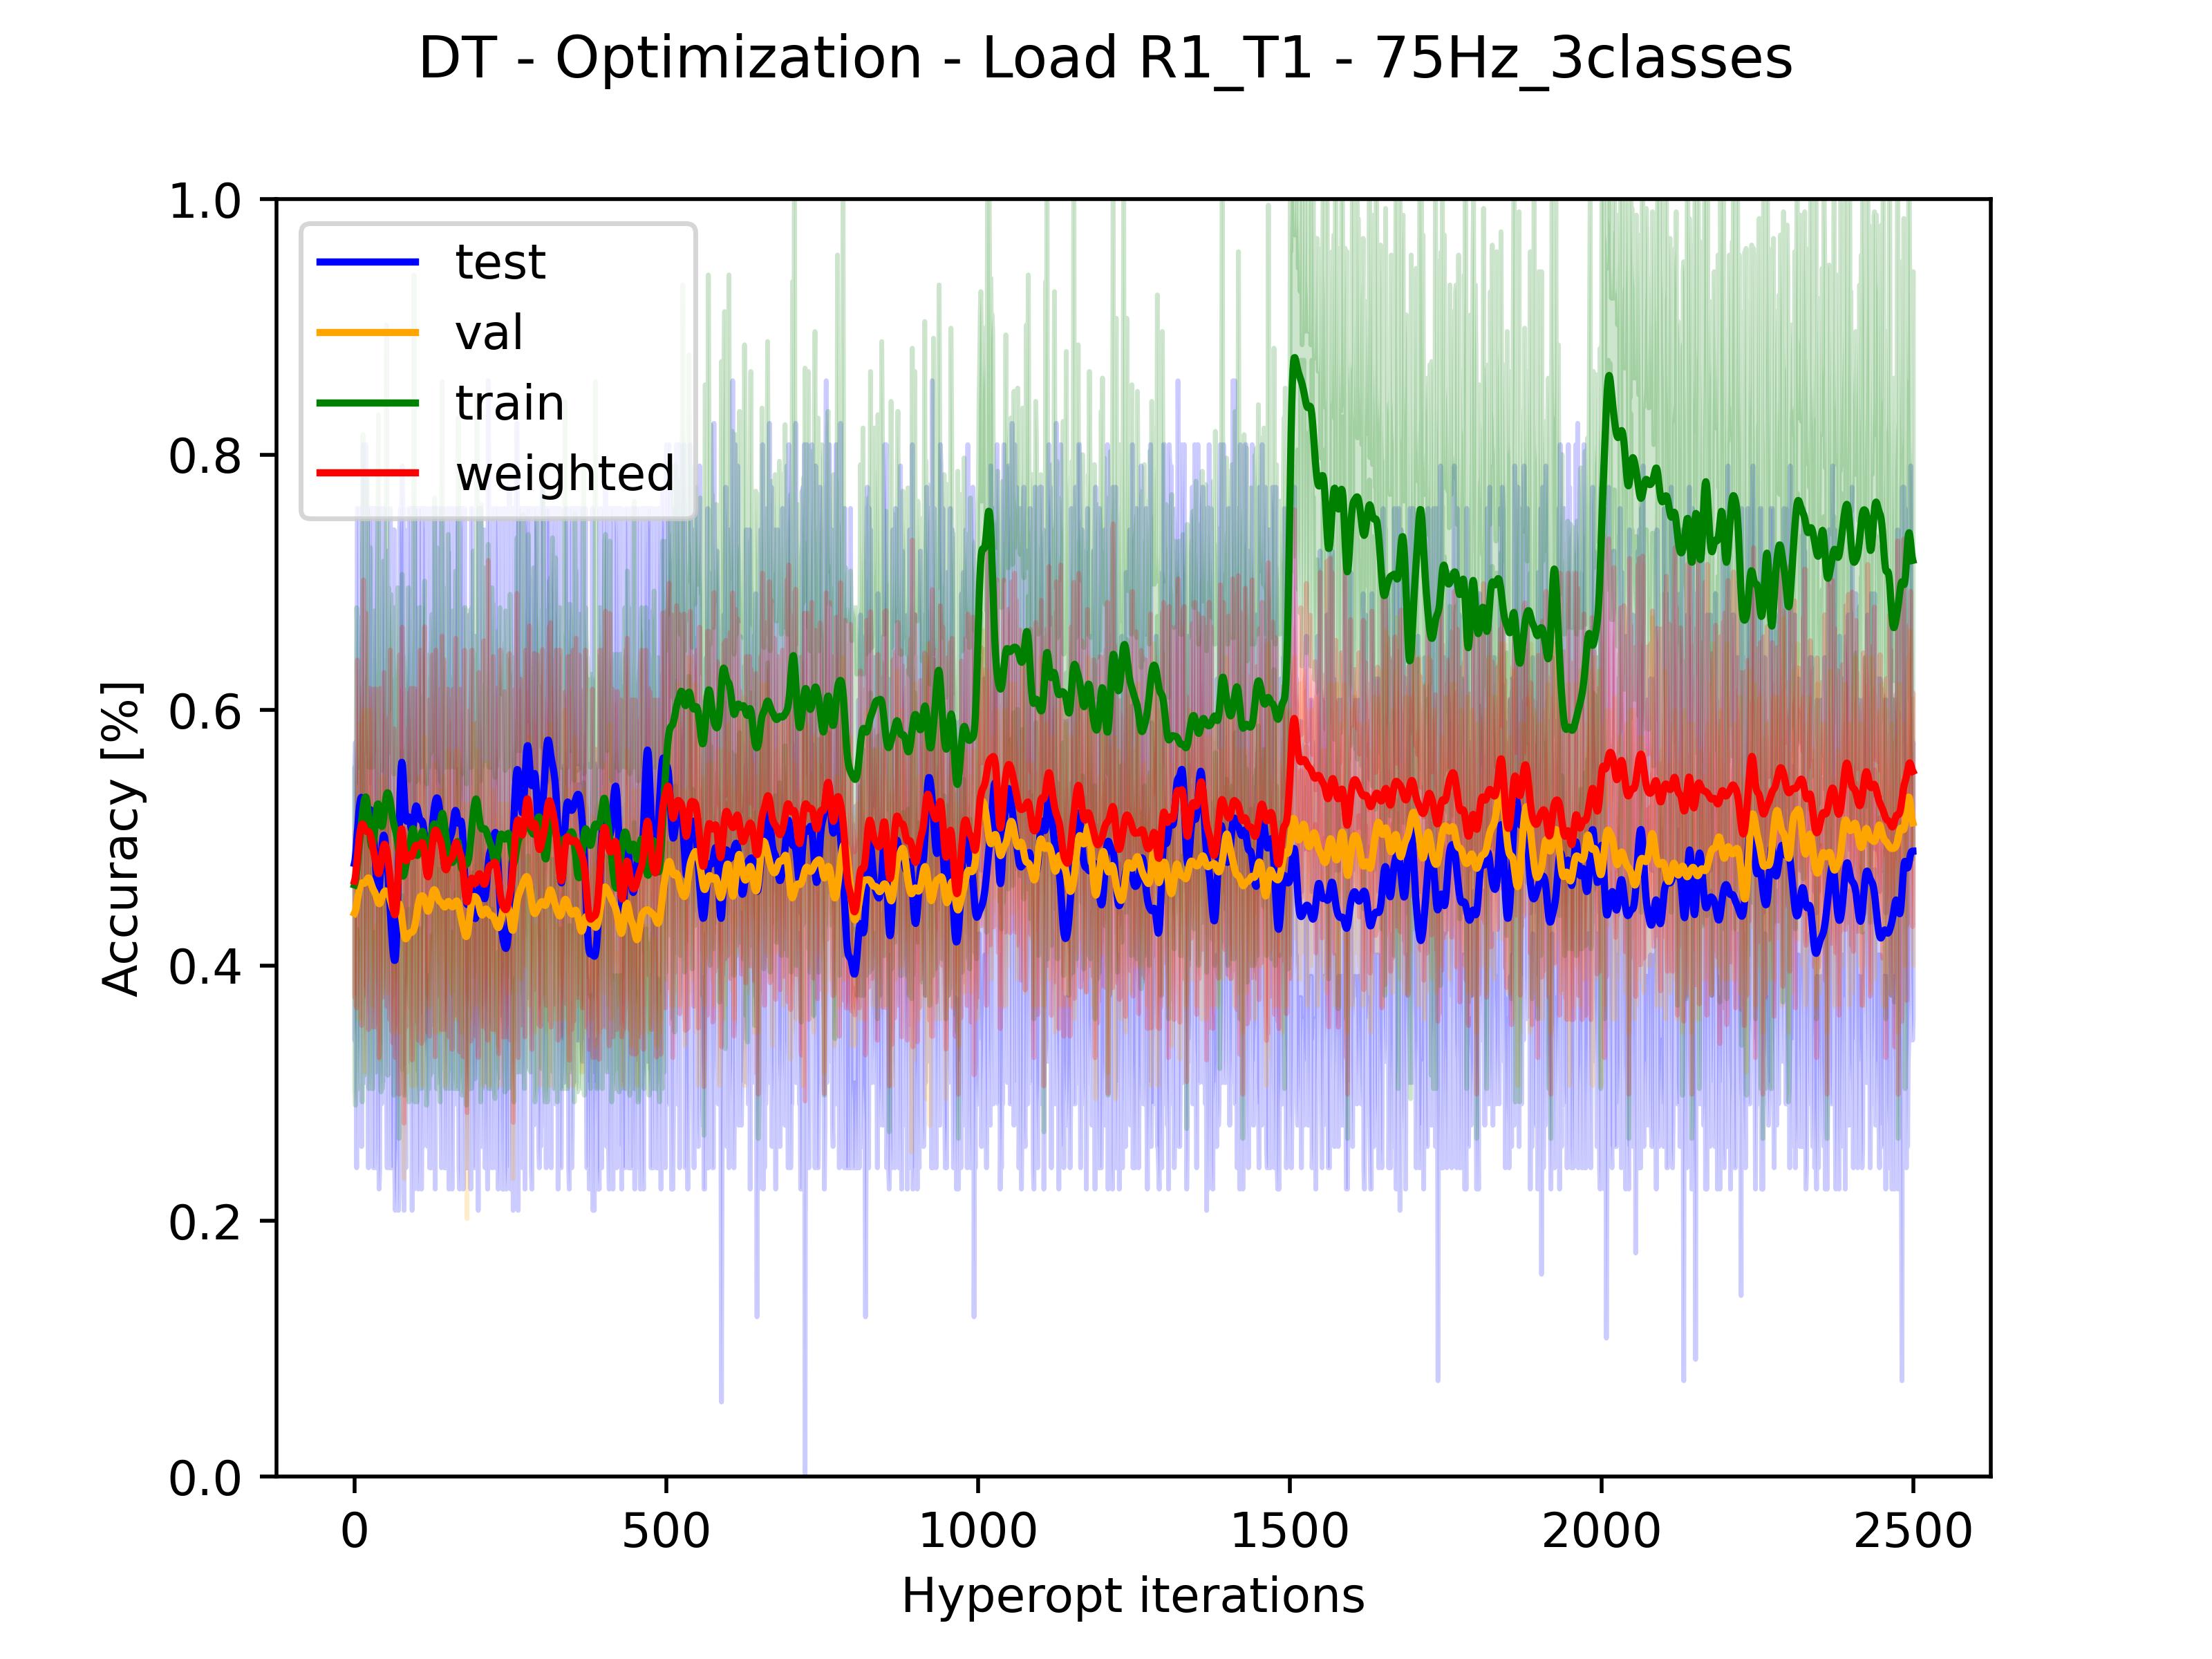 DT - Optimization - Load R1_T1 - 75Hz_3classes
1.0
0.8
0.6
0.4
0.2
0.0
Accuracy [%]
test
val
train
weighted
0 500 1000 1500 2000 2500
Hyperopt iterations